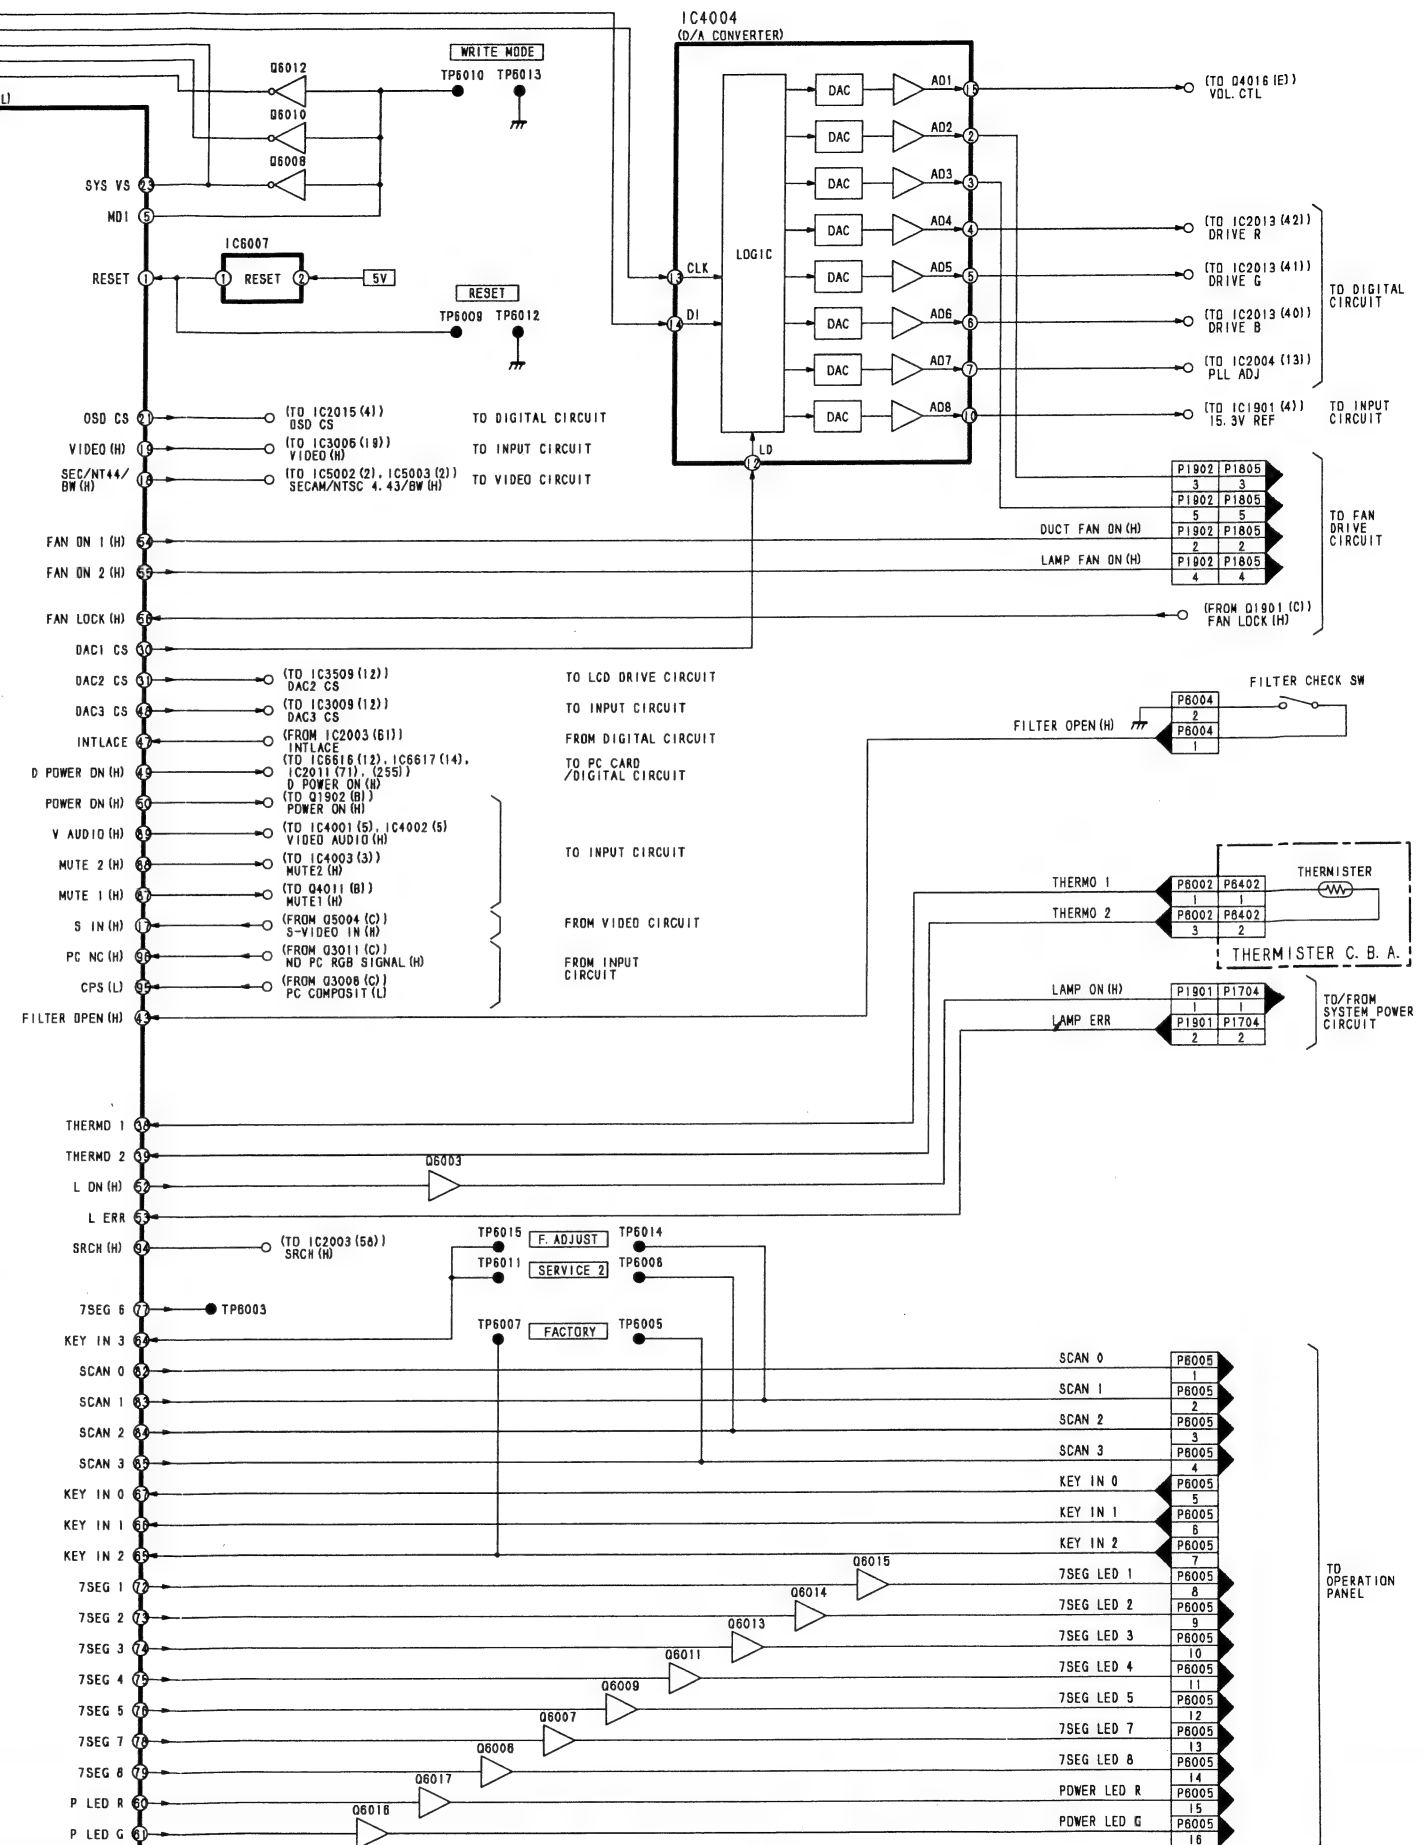 IC4004
(D/A CONVERTER)
WRITE MODE
TP6010 TP6013
Q6012
Q6010
Q6008
L)
SYS VS 23
MD1 5
IC6007
RESET 1
1 RESET 2
5V
RESET
TP6009 TP6012
LOGIC
13 CLK
14 DI
LD
12
DAC AD1 15
DAC AD2 2
DAC AD3 3
DAC AD4 4
DAC AD5 5
DAC AD6 6
DAC AD7 7
DAC AD8 10
(TO Q4016(E))
VOL. CTL
(TO IC2013(42))
DRIVE R
(TO IC2013(41))
DRIVE G
(TO IC2013(40))
DRIVE B
(TO IC2004(13))
PLL ADJ
TO DIGITAL
CIRCUIT
(TO IC1901(4))
15.3V REF
TO INPUT
CIRCUIT
OSD CS 21
(TO IC2015(4))
OSD CS
TO DIGITAL CIRCUIT
VIDEO(H) 19
(TO IC3006(19))
VIDEO(H)
TO INPUT CIRCUIT
SEC/NT44/
BW(H) 18
(TO IC5002(2), IC5003(2))
SECAM/NTSC 4.43/BW(H)
TO VIDEO CIRCUIT
P1902 P1805
3 3
P1902 P1805
5 5
DUCT FAN ON(H)
P1902 P1805
2 2
LAMP FAN ON(H)
P1902 P1805
4 4
TO FAN
DRIVE
CIRCUIT
(FROM Q1901(C))
FAN LOCK(H)
FAN ON 1(H) 54
FAN ON 2(H) 55
FAN LOCK(H) 56
DAC1 CS 30
DAC2 CS 31
(TO IC3509(12))
DAC2 CS
TO LCD DRIVE CIRCUIT
DAC3 CS 48
(TO IC3009(12))
DAC3 CS
TO INPUT CIRCUIT
INTLACE 47
(FROM IC2003(61))
INTLACE
FROM DIGITAL CIRCUIT
D POWER ON(H) 49
(TO IC6616(12), IC6617(14),
IC2011(71), (255))
D POWER ON(H)
TO PC CARD
/DIGITAL CIRCUIT
POWER ON(H) 50
(TO Q1902(B))
POWER ON(H)
V AUDIO(H) 89
(TO IC4001(5), IC4002(5)
VIDEO AUDIO(H)
MUTE 2(H) 88
(TO IC4003(3))
MUTE2(H)
TO INPUT CIRCUIT
MUTE 1(H) 87
(TO Q4011(B))
MUTE1(H)
S IN(H) 17
(FROM Q5004(C))
S-VIDEO IN(H)
FROM VIDEO CIRCUIT
PC NC(H) 96
(FROM Q3011(C))
NO PC RGB SIGNAL(H)
CPS(L) 95
(FROM Q3008(C))
PC COMPOSIT(L)
FROM INPUT
CIRCUIT
FILTER OPEN(H) 43
FILTER CHECK SW
P6004
2
FILTER OPEN(H)
P6004
1
THERMO 1
P6002 P6402
1 1
THERMO 2
P6002 P6402
3 2
THERMISTER
THERMISTER C.B.A.
LAMP ON(H)
P1901 P1704
1 1
LAMP ERR
P1901 P1704
2 2
TO/FROM
SYSTEM POWER
CIRCUIT
THERMO 1 38
THERMO 2 39
Q6003
L ON(H) 52
L ERR 53
SRCH(H) 94
(TO IC2003(58))
SRCH(H)
TP6015 F. ADJUST TP6014
TP6011 SERVICE 2 TP6008
TP6007 FACTORY TP6005
7SEG 6 77
TP6003
KEY IN 3 64
SCAN 0 82
SCAN 1 83
SCAN 2 84
SCAN 3 85
KEY IN 0 67
KEY IN 1 66
KEY IN 2 65
7SEG 1 72
7SEG 2 73
7SEG 3 74
7SEG 4 75
7SEG 5 76
7SEG 7 78
7SEG 8 79
P LED R 60
P LED G 61
Q6015
Q6014
Q6013
Q6011
Q6009
Q6007
Q6006
Q6017
Q6016
SCAN 0 P6005
1
SCAN 1 P6005
2
SCAN 2 P6005
3
SCAN 3 P6005
4
KEY IN 0 P6005
5
KEY IN 1 P6005
6
KEY IN 2 P6005
7
7SEG LED 1 P6005
8
7SEG LED 2 P6005
9
7SEG LED 3 P6005
10
7SEG LED 4 P6005
11
7SEG LED 5 P6005
12
7SEG LED 7 P6005
13
7SEG LED 8 P6005
14
POWER LED R P6005
15
POWER LED G P6005
16
TO
OPERATION
PANEL